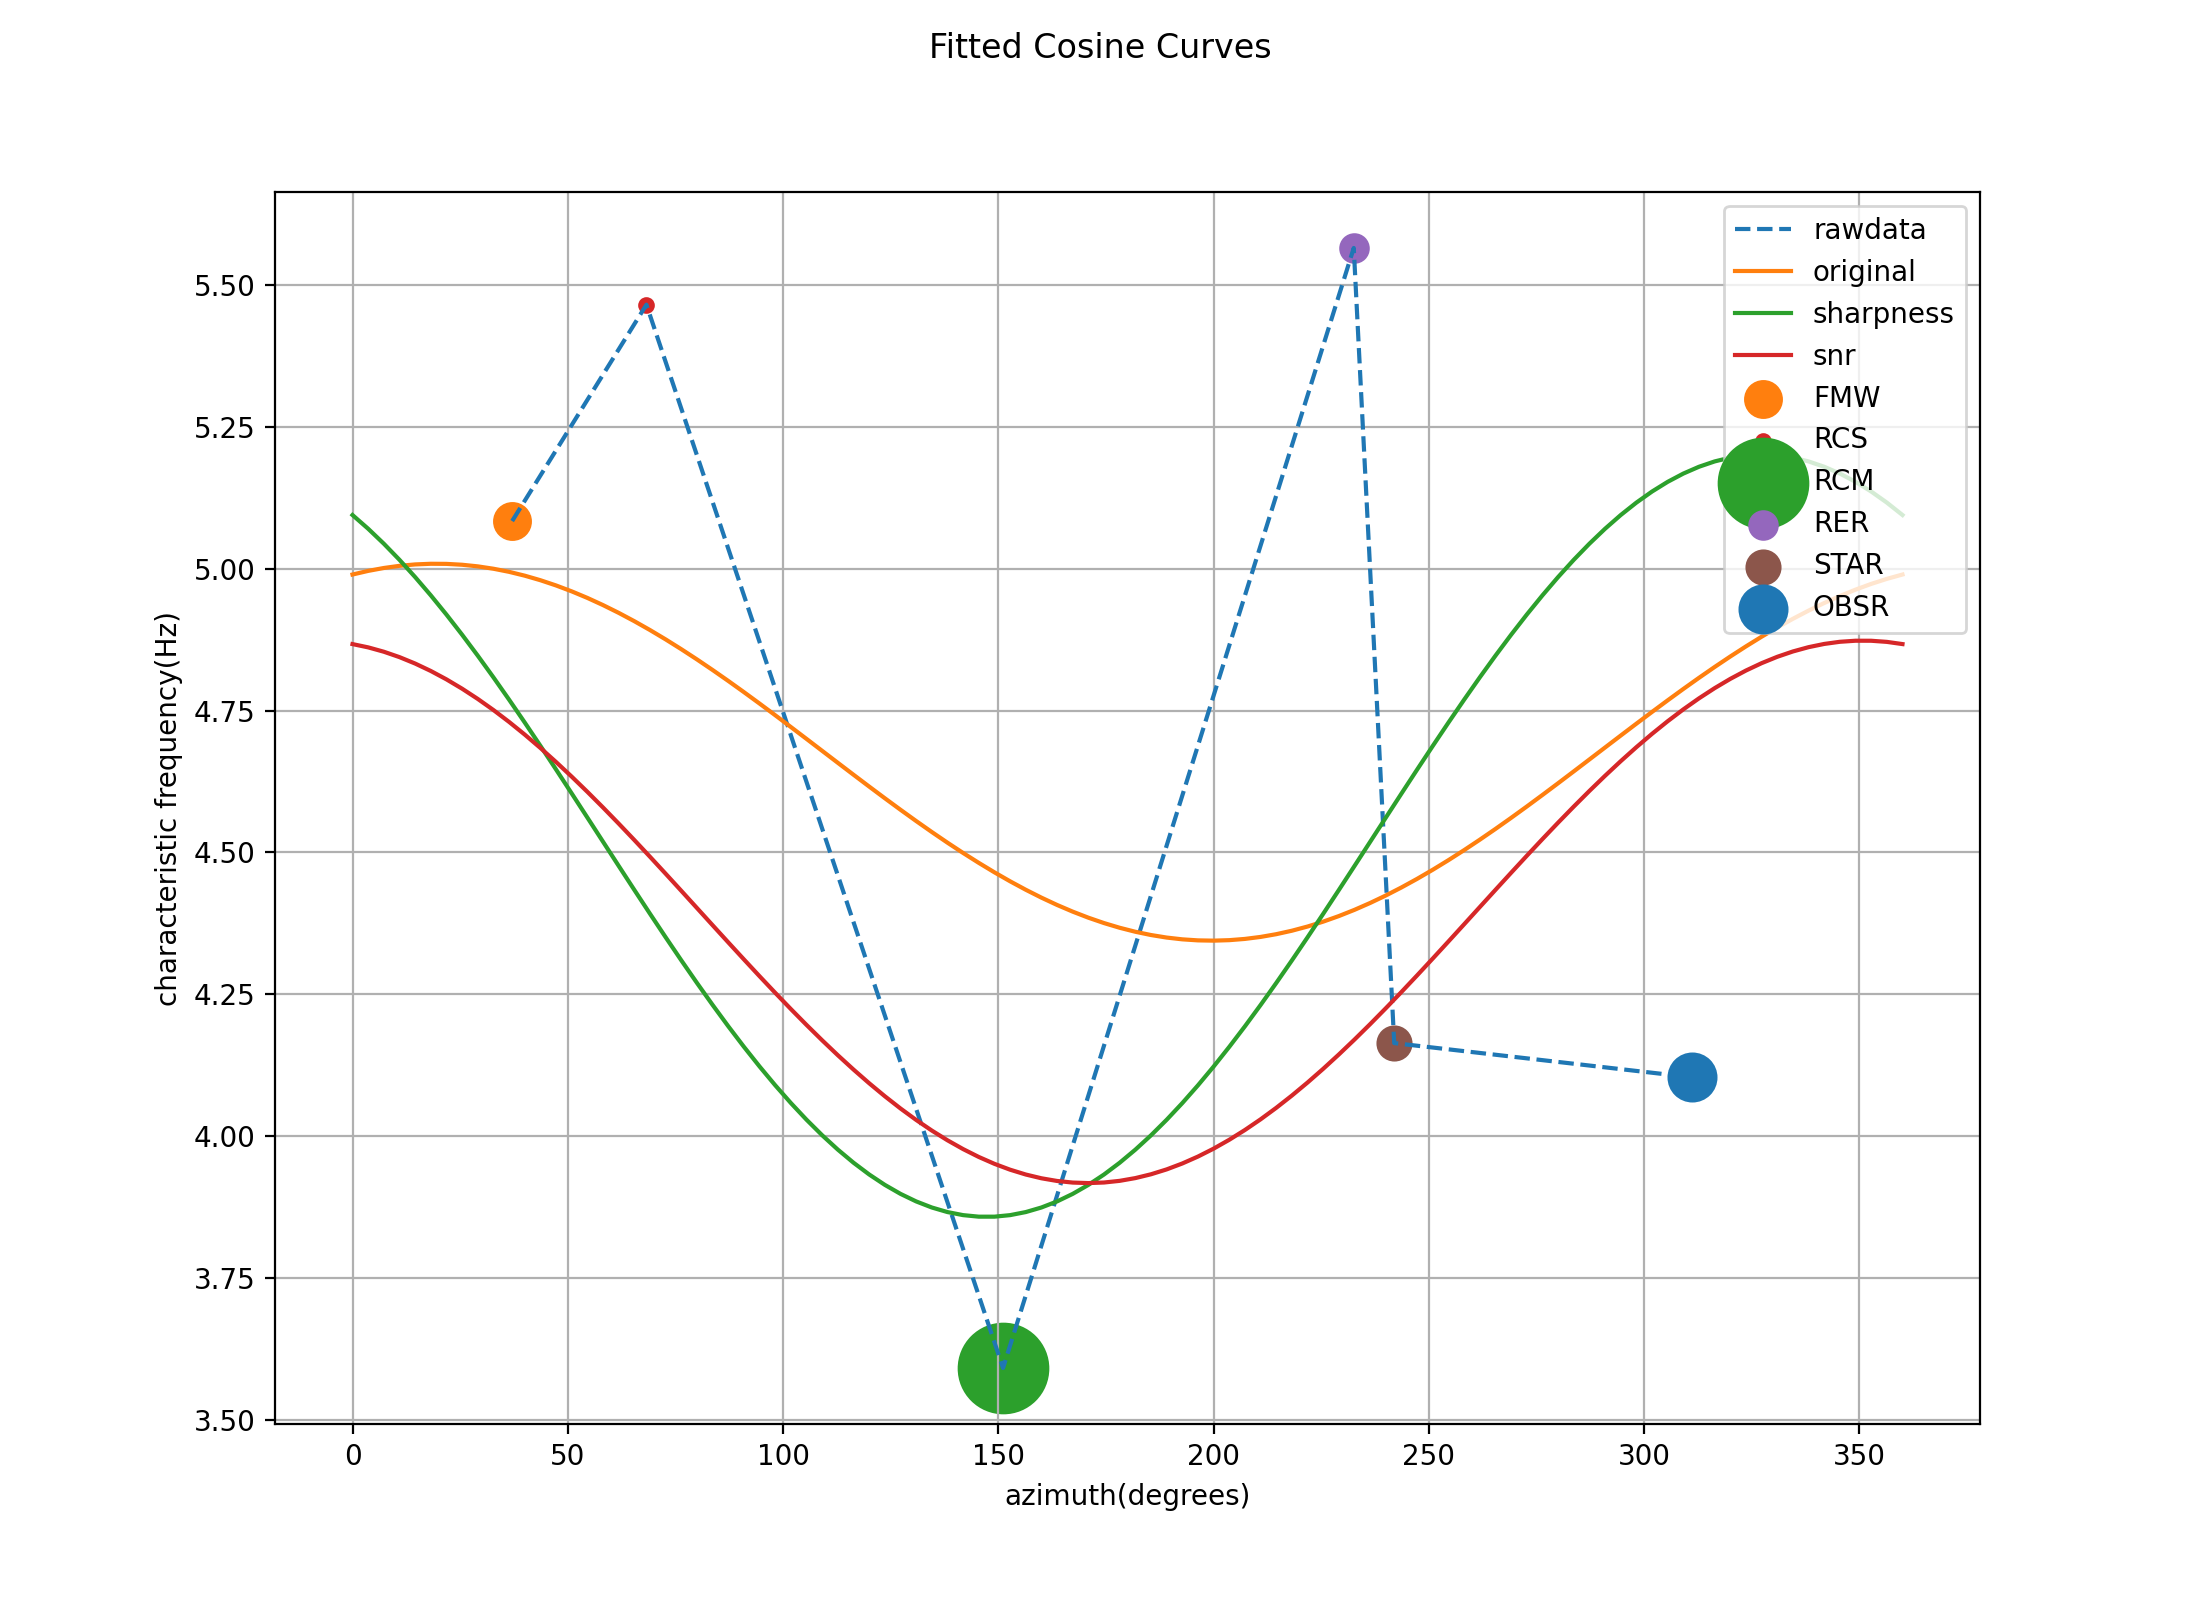 Fitted Cosine Curves
rawdata
original
sharpness
snr
FMW
RCS
RCM
RER
STAR
OBSR
characteristic frequency(Hz)
5.50
5.25
5.00
4.75
4.50
4.25
4.00
3.75
3.50
0 50 100 150 200 250 300 350
azimuth(degrees)